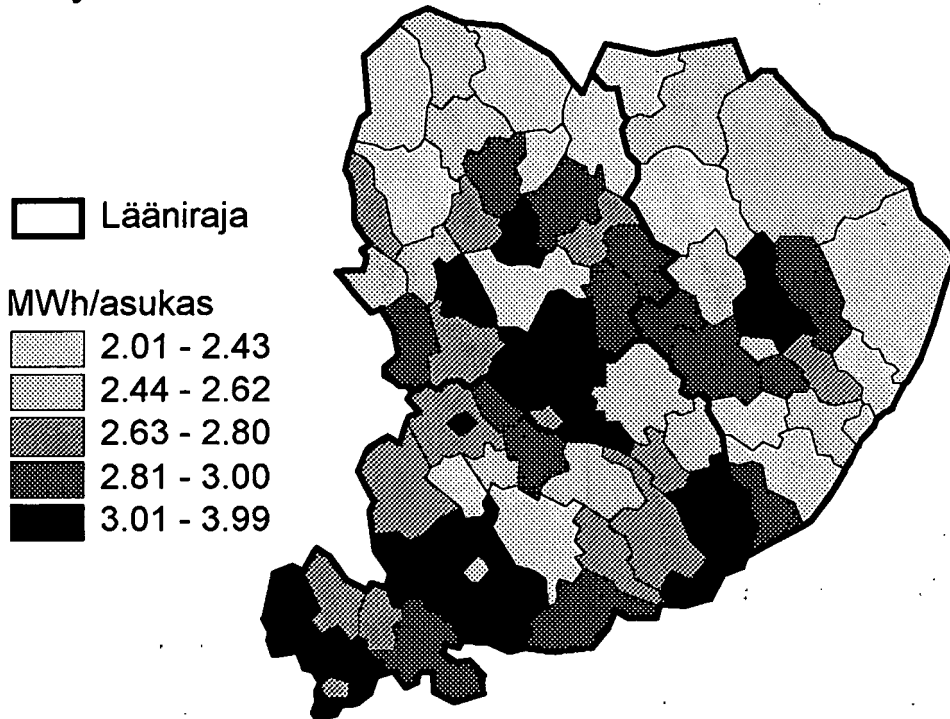 Lääniraja
MWh/asukas
2.01 - 2.43
2.44 - 2.62
2.63 - 2.80
2.81 - 3.00
3.01 - 3.99